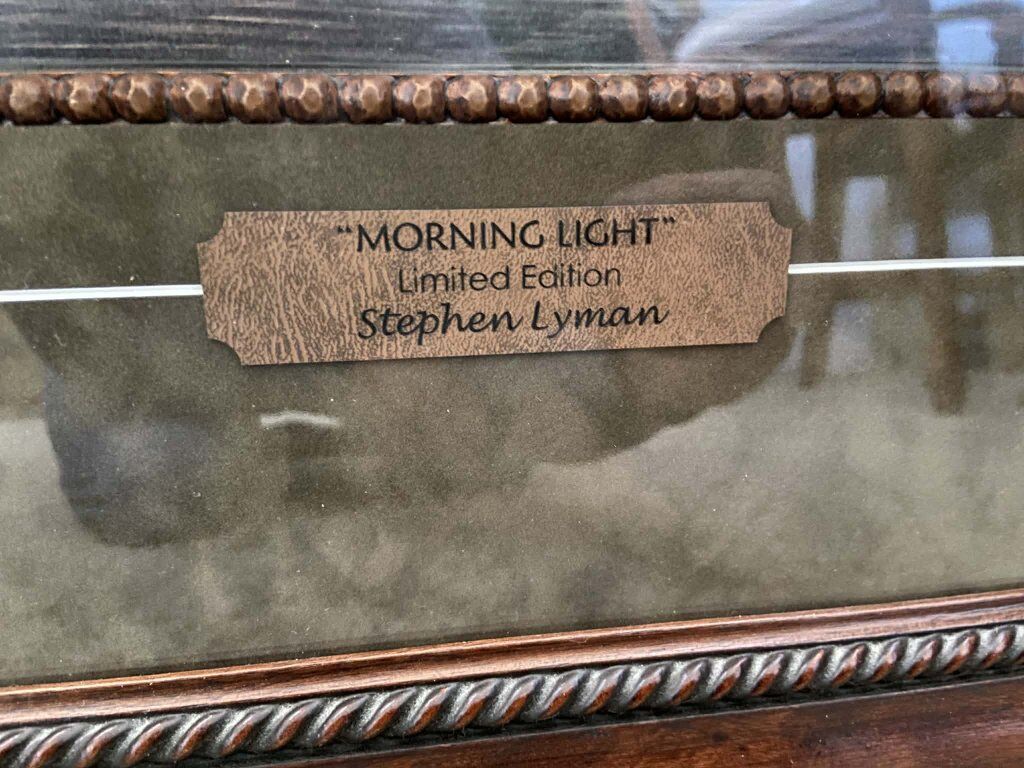 “MORNING LIGHT”
Limited Edition
Stephen Lyman